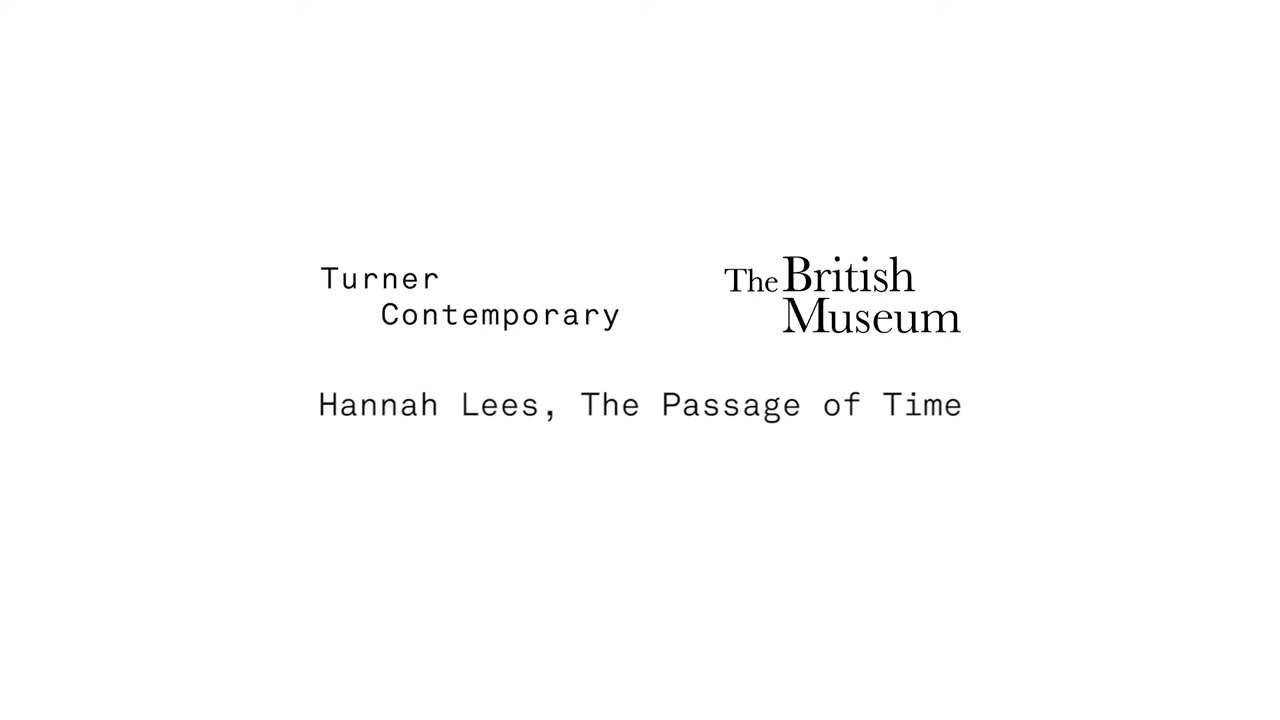 Turner
Contemporary
The British
Museum
Hannah Lees, The Passage of Time